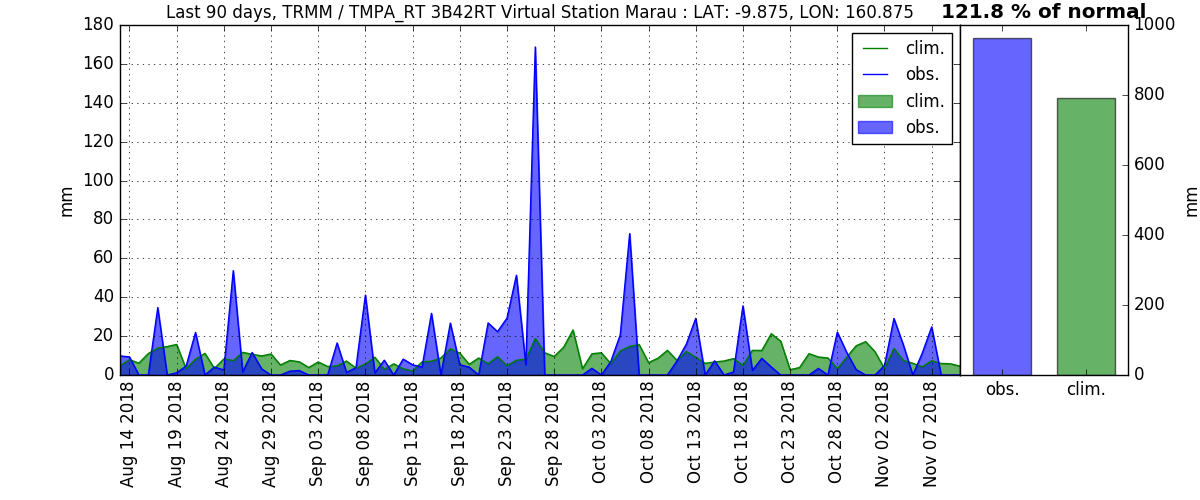 Last 90 days, TRMM / TMPA_RT 3B42RT Virtual Station Marau : LAT: -9.875, LON: 160.875
121.8 % of normal
180
160
140
120
100
80
60
40
20
0
mm
clim.
obs.
clim.
obs.
Aug 14 2018
Aug 19 2018
Aug 24 2018
Aug 29 2018
Sep 03 2018
Sep 08 2018
Sep 13 2018
Sep 18 2018
Sep 23 2018
Sep 28 2018
Oct 03 2018
Oct 08 2018
Oct 13 2018
Oct 18 2018
Oct 23 2018
Oct 28 2018
Nov 02 2018
Nov 07 2018
1000
800
600
400
200
0
mm
obs.
clim.